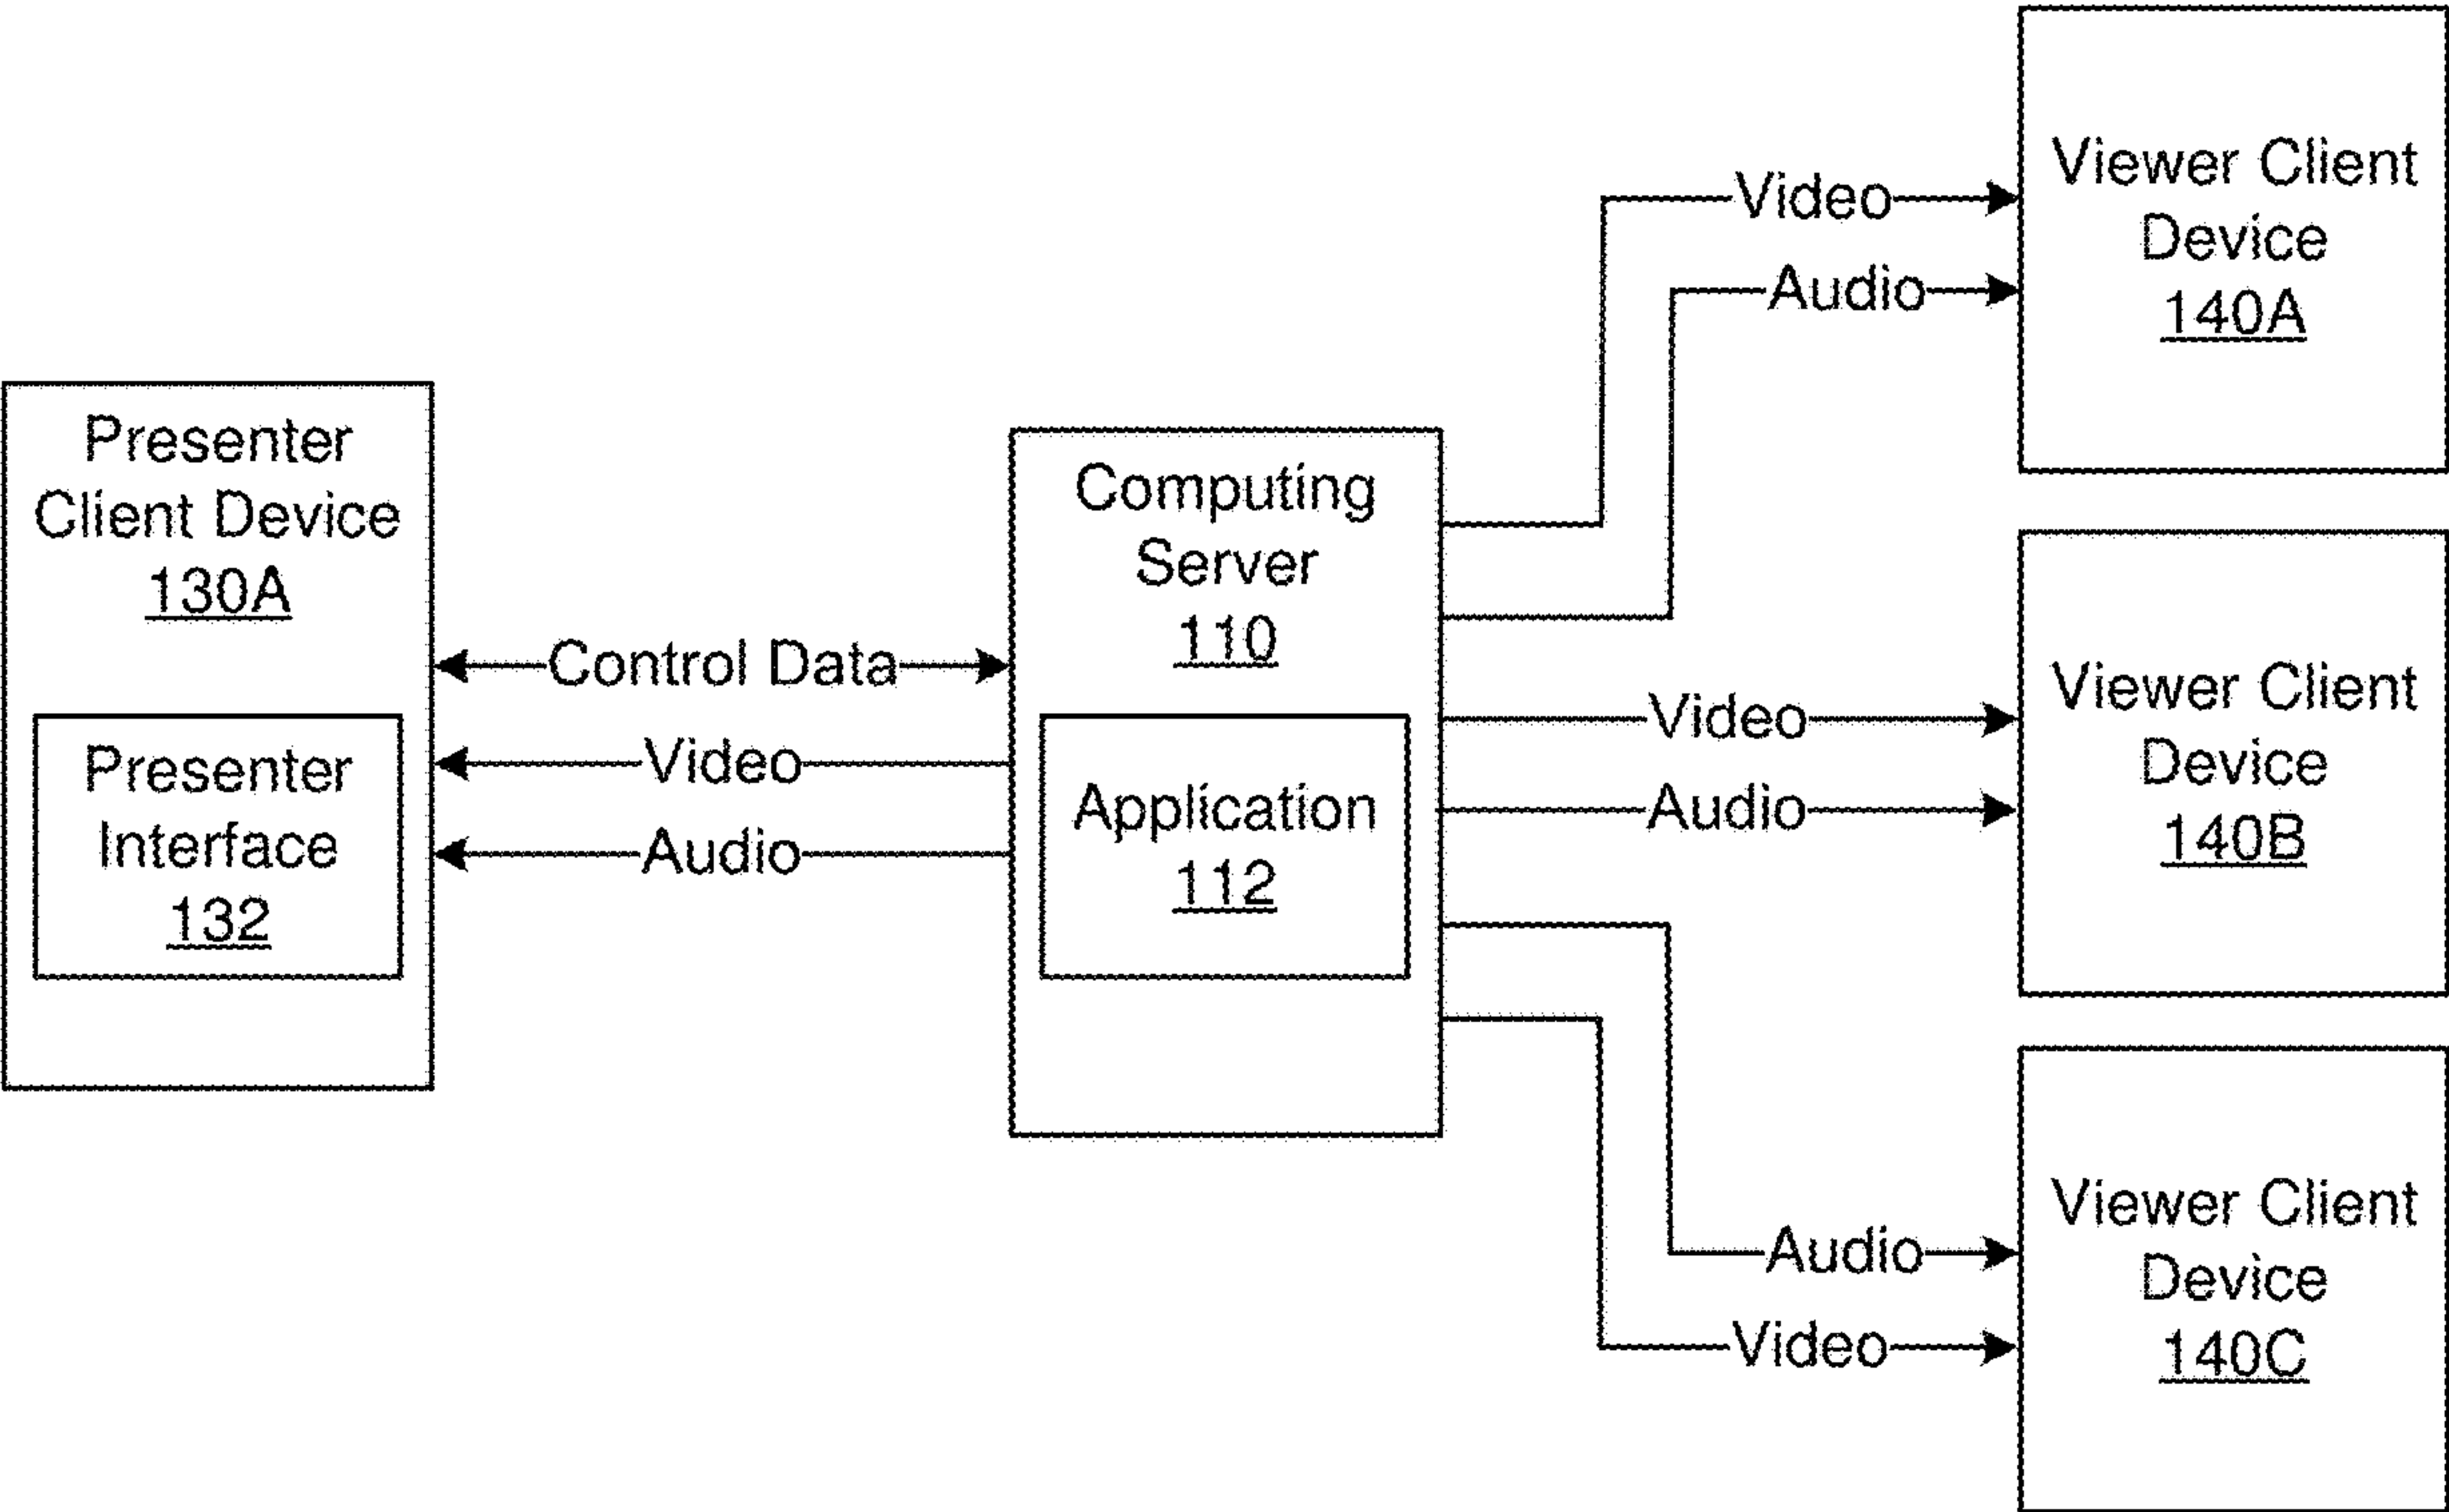 Presenter
Client Device
130A
Presenter
Interface
132
Control Data
Video
Audio
Computing
Server
110
Application
112
Video
Audio
Video
Audio
Audio
Video
Viewer Client
Device
140A
Viewer Client
Device
140B
Viewer Client
Device
140C